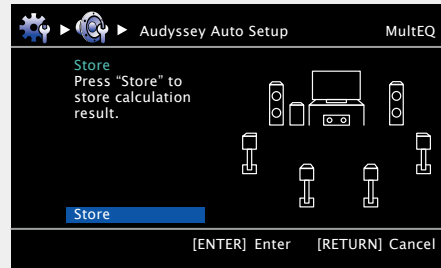 Audyssey Auto Setup MultEQ
Store
Press “Store” to
store calculation
result.
Store
[ENTER] Enter [RETURN] Cancel